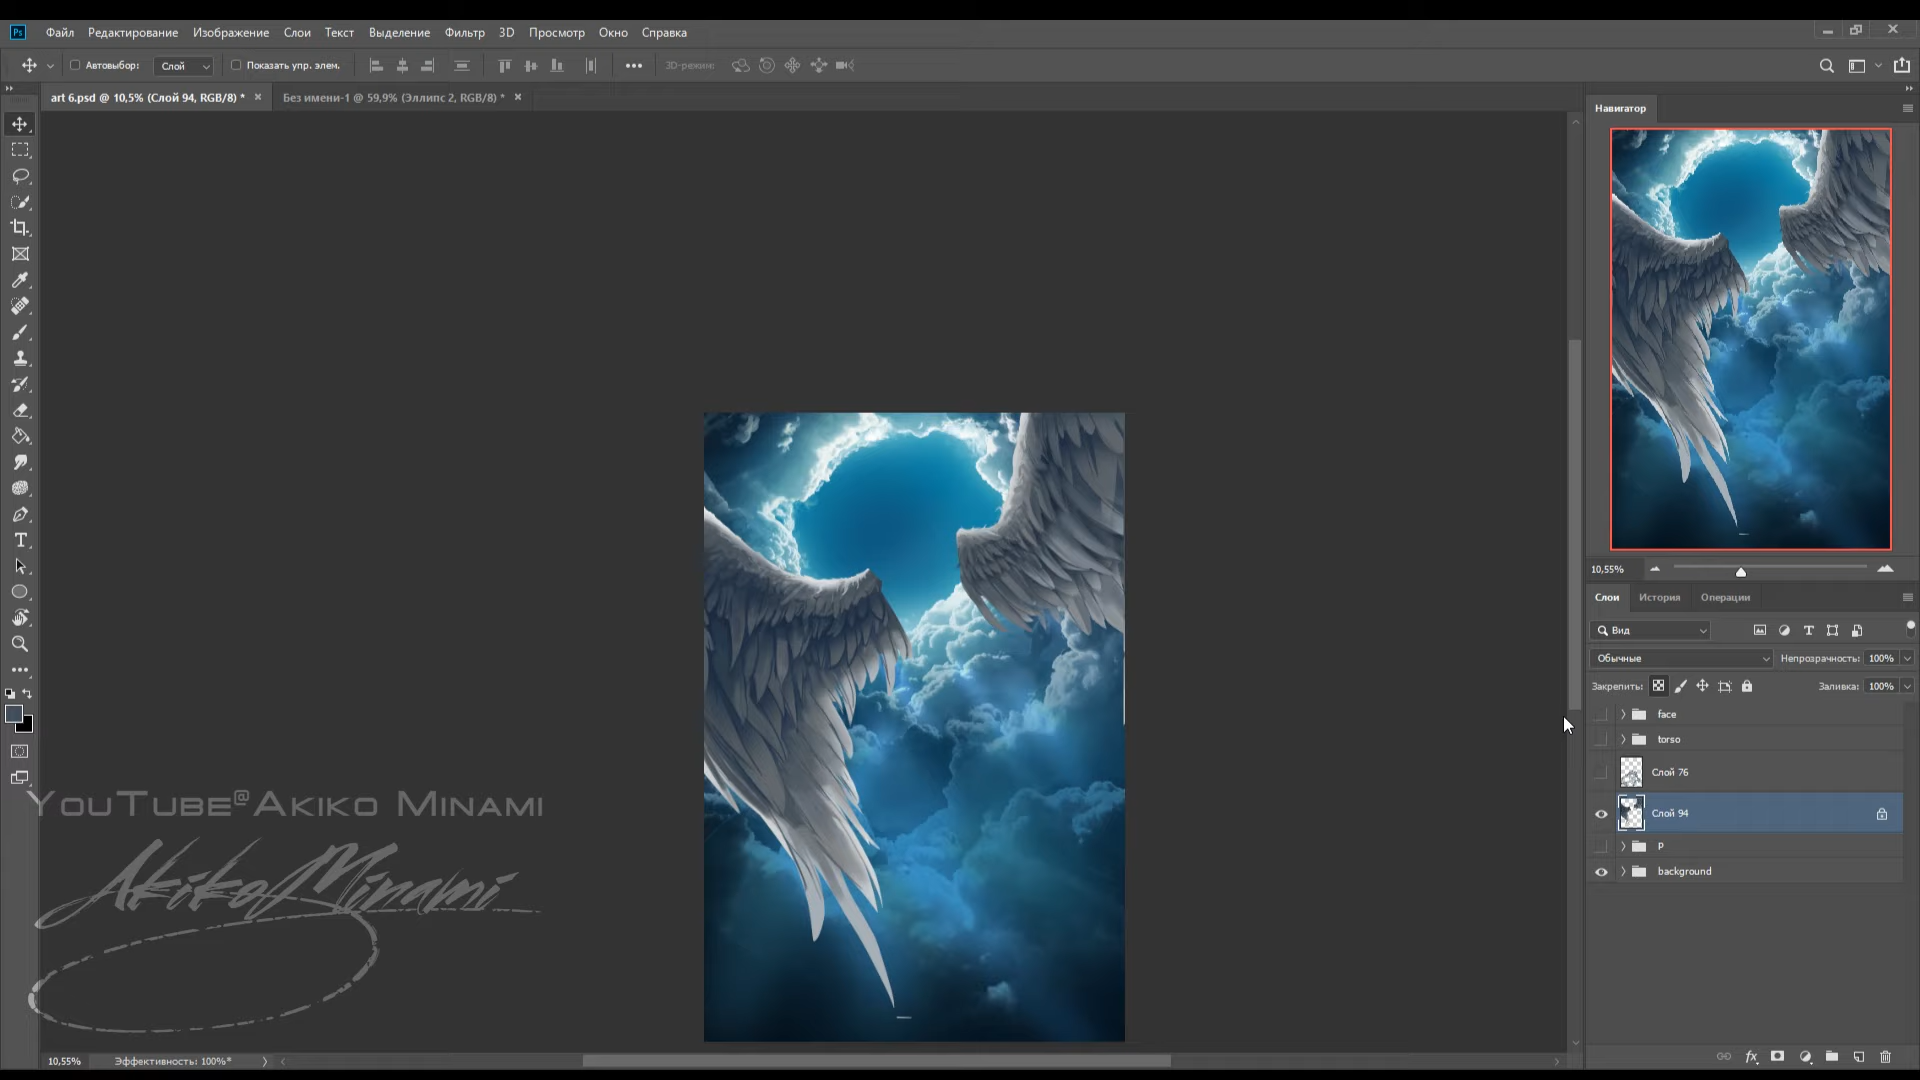 Ps Файл Редактирование Изображение Слои Текст Выделение Фильтр 3D Просмотр Окно Справка
Автовыбор: Слой Показать упр. элем. 3D-режим:
art 6.psd @ 10,5% (Слой 94, RGB/8) * Без имени-1 @ 59,9% (Эллипс 2, RGB/8) *
Навигатор
10,55%
Слои История Операции
Вид
Обычные Непрозрачность: 100%
Закрепить: Заливка: 100%
face
torso
Слой 76
Слой 94
P
background
YouTube@Akiko Minami
Akiko Minami
10,55% Эффективность: 100%*